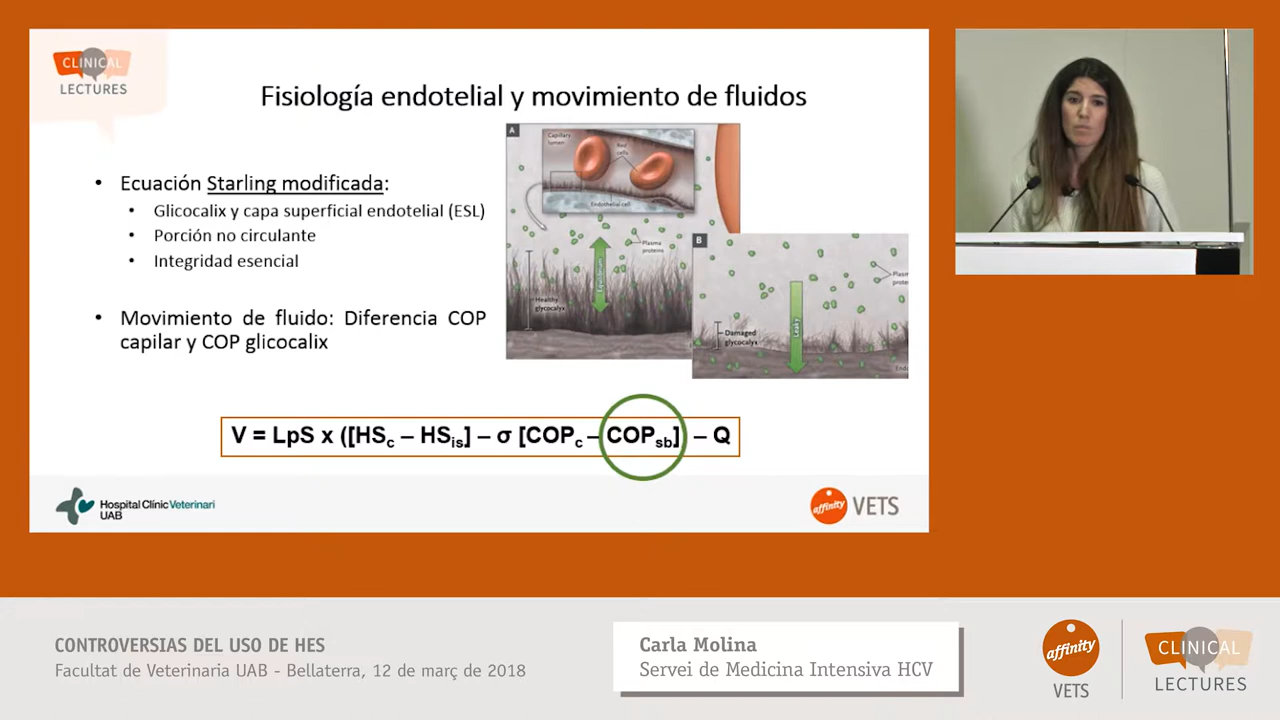 CLINICAL
LECTURES
Fisiología endotelial y movimiento de fluidos
• Ecuación Starling modificada:
• Glicocalix y capa superficial endotelial (ESL)
• Porción no circulante
• Integridad esencial
• Movimiento de fluido: Diferencia COP
capilar y COP glicocalix
A
Capillary
lumen
Red
cells
Endothelial cell
Plasma
proteins
Equilibrium
Healthy
glycocalyx
B
Plasm
prote
Damaged
glycocalyx
Leaky
Endo
V = LpS x ([HSc – HSis] – σ [COPc – COPsb] – Q
Hospital Clínic Veterinari
UAB
affinity VETS
CONTROVERSIAS DEL USO DE HES
Facultat de Veterinaria UAB - Bellaterra, 12 de març de 2018
Carla Molina
Servei de Medicina Intensiva HCV
affinity
VETS
CLINICAL
LECTURES